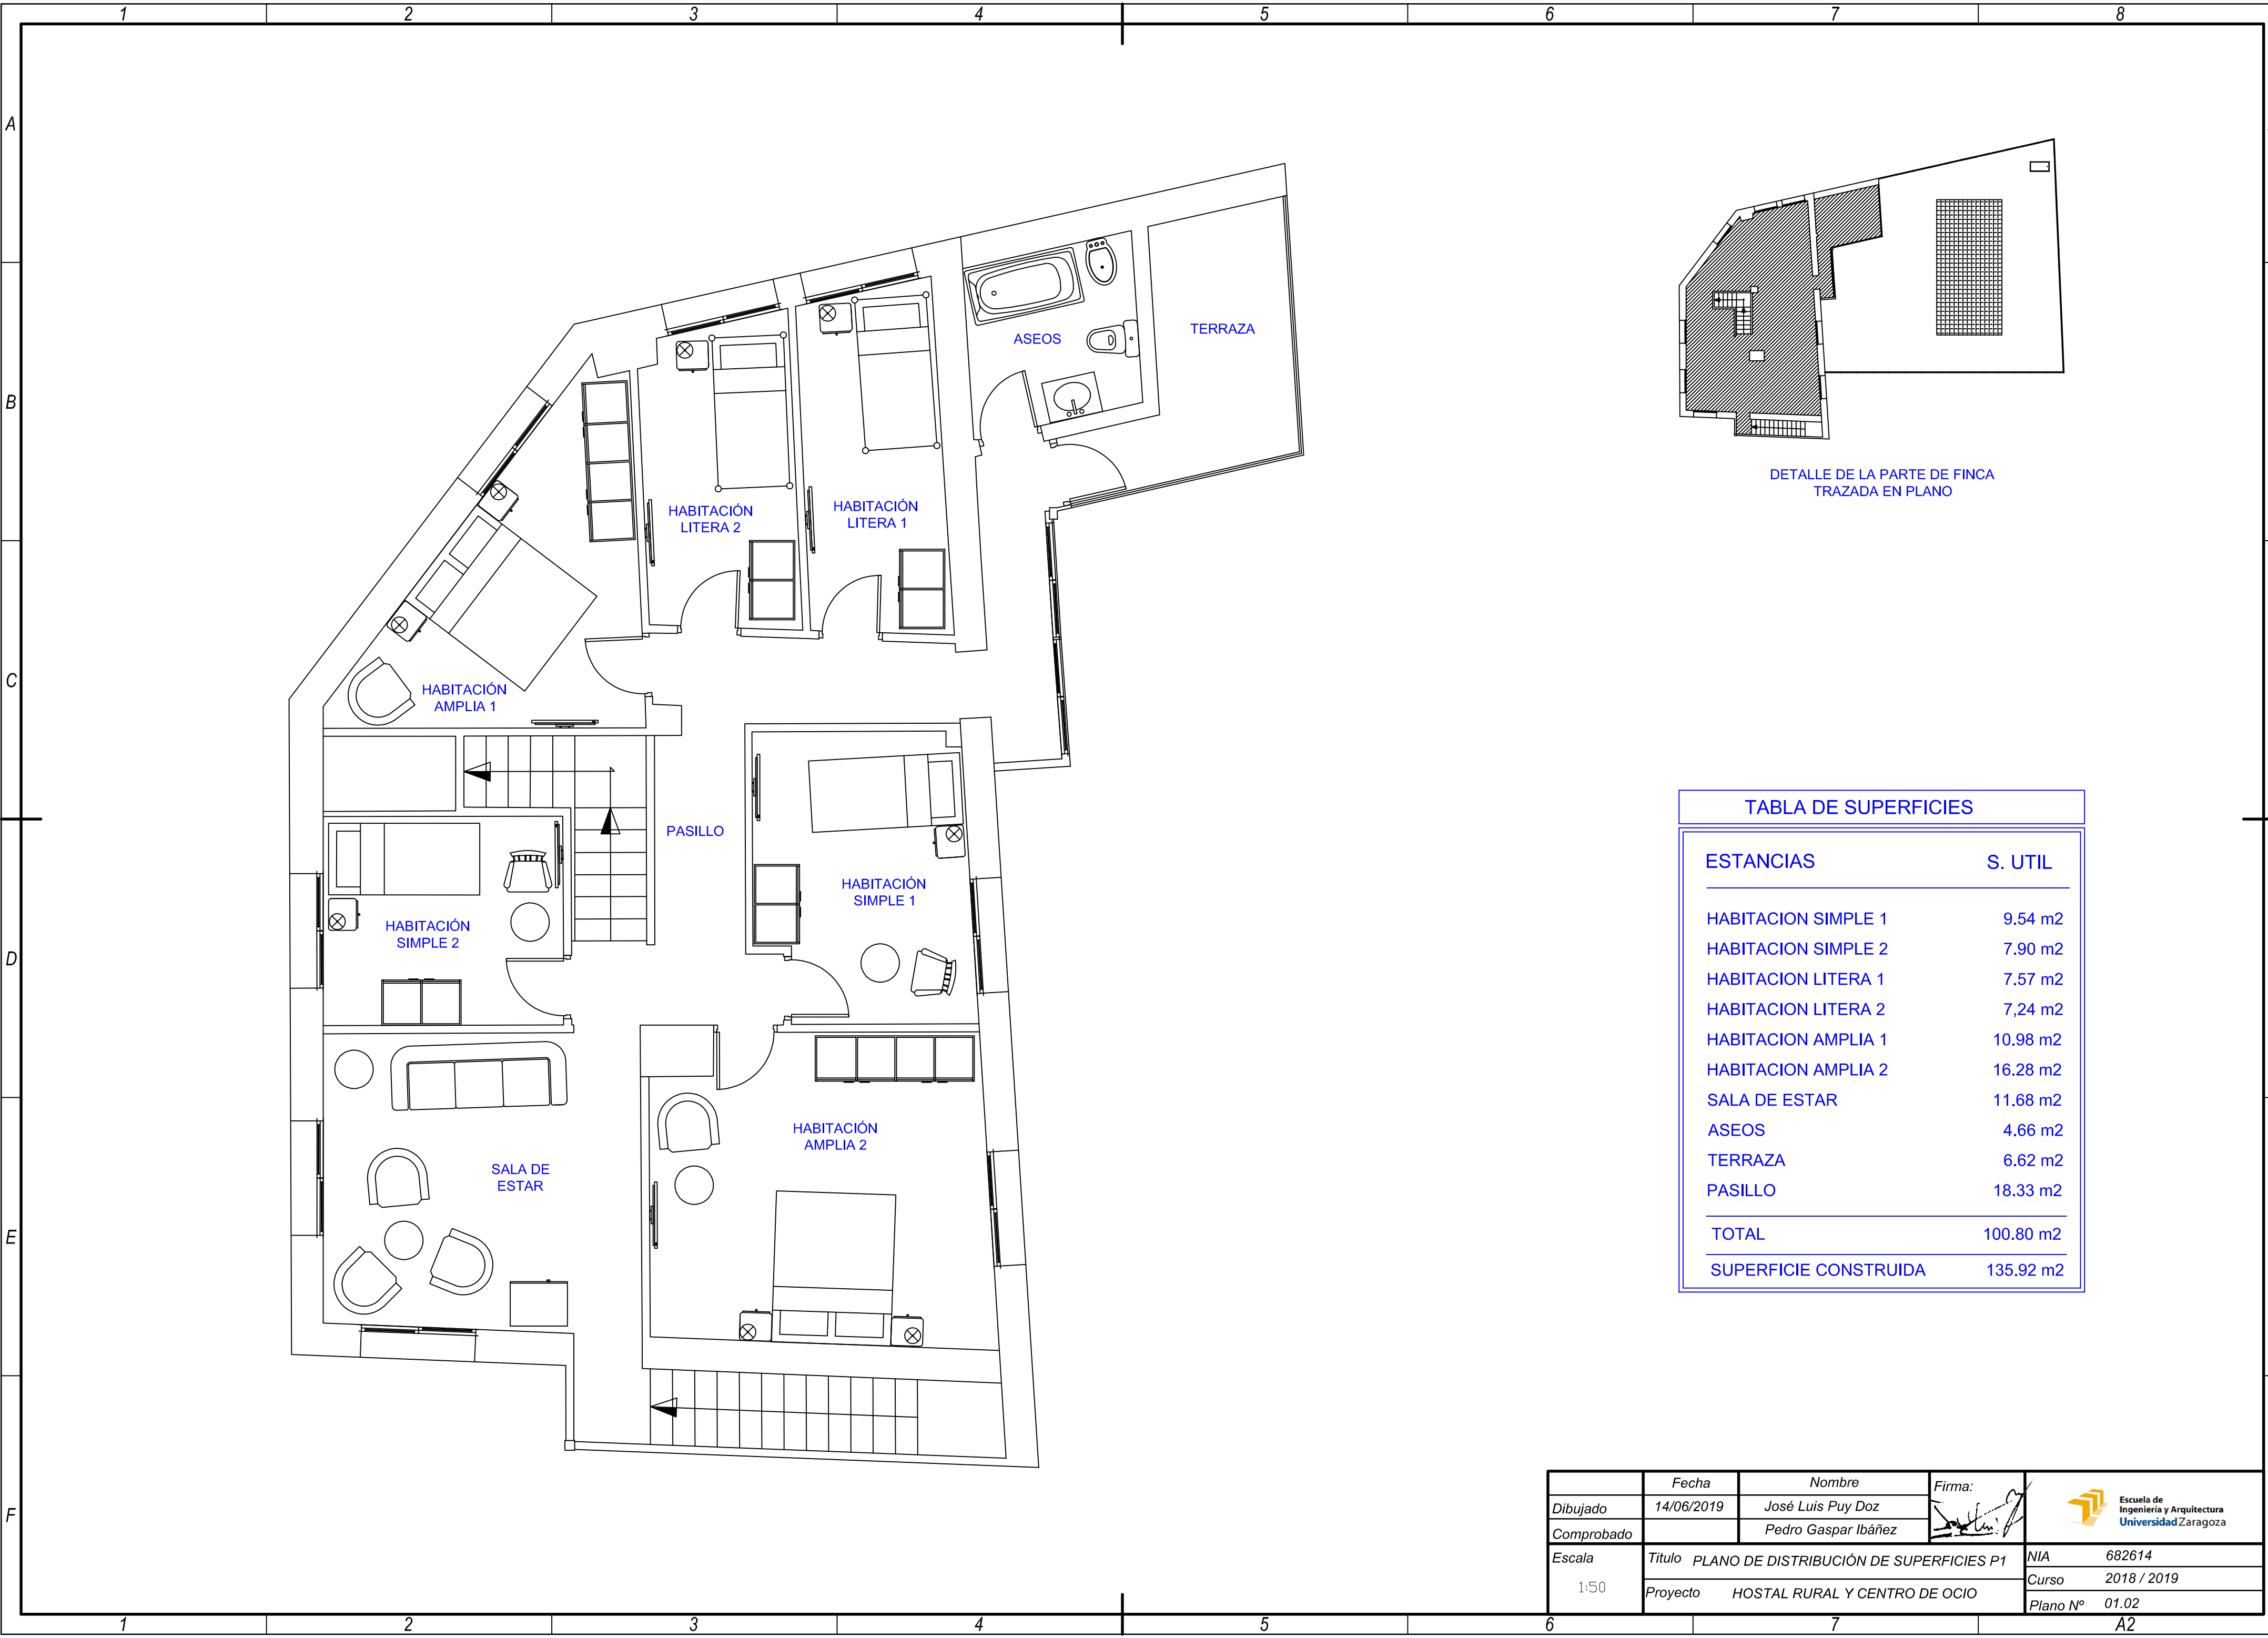 1 2 3 4 5 6 7 8
A
B
C
D
E
F
ASEOS
TERRAZA
HABITACIÓN
LITERA 2
HABITACIÓN
LITERA 1
HABITACIÓN
AMPLIA 1
PASILLO
HABITACIÓN
SIMPLE 1
HABITACIÓN
SIMPLE 2
HABITACIÓN
AMPLIA 2
SALA DE
ESTAR
DETALLE DE LA PARTE DE FINCA
TRAZADA EN PLANO
TABLA DE SUPERFICIES
ESTANCIAS S. UTIL
HABITACION SIMPLE 1 9.54 m2
HABITACION SIMPLE 2 7.90 m2
HABITACION LITERA 1 7.57 m2
HABITACION LITERA 2 7,24 m2
HABITACION AMPLIA 1 10.98 m2
HABITACION AMPLIA 2 16.28 m2
SALA DE ESTAR 11.68 m2
ASEOS 4.66 m2
TERRAZA 6.62 m2
PASILLO 18.33 m2
TOTAL 100.80 m2
SUPERFICIE CONSTRUIDA 135.92 m2
Fecha Nombre Firma:
Dibujado 14/06/2019 José Luis Puy Doz
Comprobado Pedro Gaspar Ibáñez
Escuela de
Ingeniería y Arquitectura
Universidad Zaragoza
Escala 1:50
Titulo PLANO DE DISTRIBUCIÓN DE SUPERFICIES P1
Proyecto HOSTAL RURAL Y CENTRO DE OCIO
NIA 682614
Curso 2018 / 2019
Plano Nº 01.02
1 2 3 4 5 6 7 A2